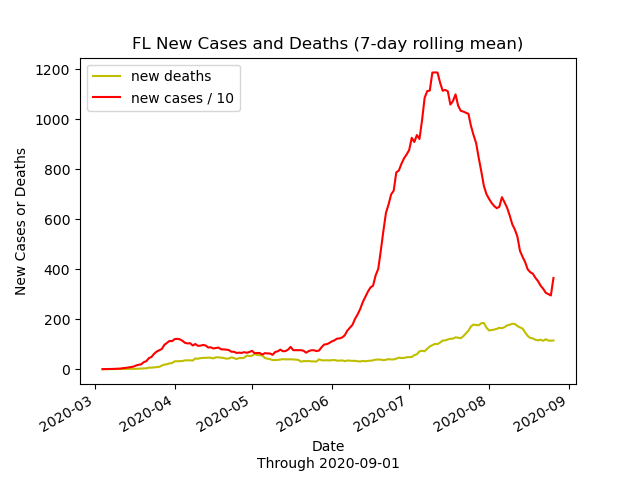 FL New Cases and Deaths (7-day rolling mean)
new deaths
new cases / 10
New Cases or Deaths
1200
1000
800
600
400
200
0
2020-03
2020-04
2020-05
2020-06
2020-07
2020-08
2020-09
Date
Through 2020-09-01